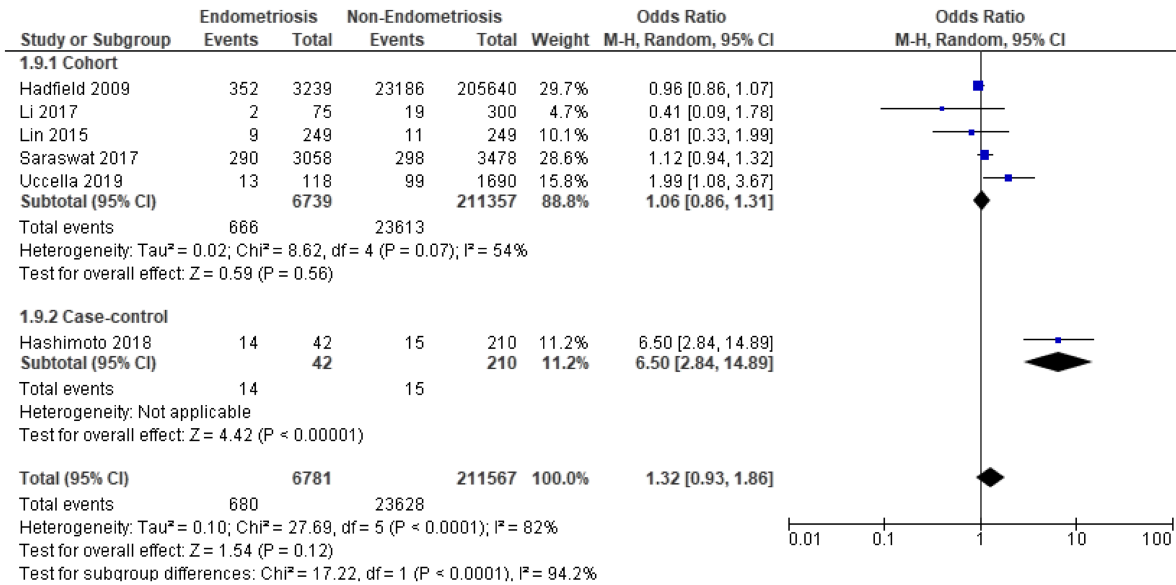 Endometriosis Non-Endometriosis Odds Ratio Odds Ratio
Study or Subgroup Events Total Events Total Weight M-H, Random, 95% CI M-H, Random, 95% CI
1.9.1 Cohort
Hadfield 2009 352 3239 23186 205640 29.7% 0.96 [0.86, 1.07]
Li 2017 2 75 19 300 4.7% 0.41 [0.09, 1.78]
Lin 2015 9 249 11 249 10.1% 0.81 [0.33, 1.99]
Saraswat 2017 290 3058 298 3478 28.6% 1.12 [0.94, 1.32]
Uccella 2019 13 118 99 1690 15.8% 1.99 [1.08, 3.67]
Subtotal (95% CI) 6739 211357 88.8% 1.06 [0.86, 1.31]
Total events 666 23613
Heterogeneity: Tau² = 0.02; Chi² = 8.62, df = 4 (P = 0.07); I² = 54%
Test for overall effect: Z = 0.59 (P = 0.56)
1.9.2 Case-control
Hashimoto 2018 14 42 15 210 11.2% 6.50 [2.84, 14.89]
Subtotal (95% CI) 42 210 11.2% 6.50 [2.84, 14.89]
Total events 14 15
Heterogeneity: Not applicable
Test for overall effect: Z = 4.42 (P < 0.00001)
Total (95% CI) 6781 211567 100.0% 1.32 [0.93, 1.86]
Total events 680 23628
Heterogeneity: Tau² = 0.10; Chi² = 27.69, df = 5 (P < 0.0001); I² = 82%
Test for overall effect: Z = 1.54 (P = 0.12)
Test for subgroup differences: Chi² = 17.22, df = 1 (P < 0.0001), I² = 94.2%
0.01 0.1 1 10 100